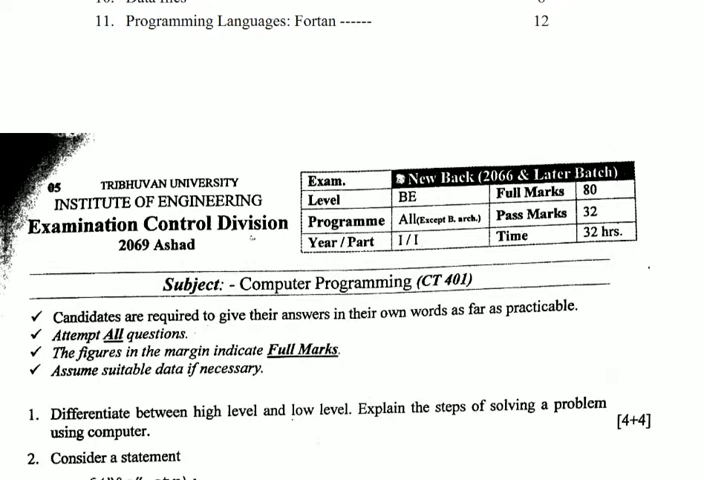 10. Data files 6
11. Programming Languages: Fortan ------ 12
05 TRIBHUVAN UNIVERSITY
INSTITUTE OF ENGINEERING
Examination Control Division
2069 Ashad
Exam. New Back (2066 & Later Batch)
Level BE Full Marks 80
Programme All(Except B. arch.) Pass Marks 32
Year / Part I / I Time 32 hrs.
Subject: - Computer Programming (CT 401)
✓ Candidates are required to give their answers in their own words as far as practicable.
✓ Attempt All questions.
✓ The figures in the margin indicate Full Marks.
✓ Assume suitable data if necessary.
1. Differentiate between high level and low level. Explain the steps of solving a problem
using computer. [4+4]
2. Consider a statement